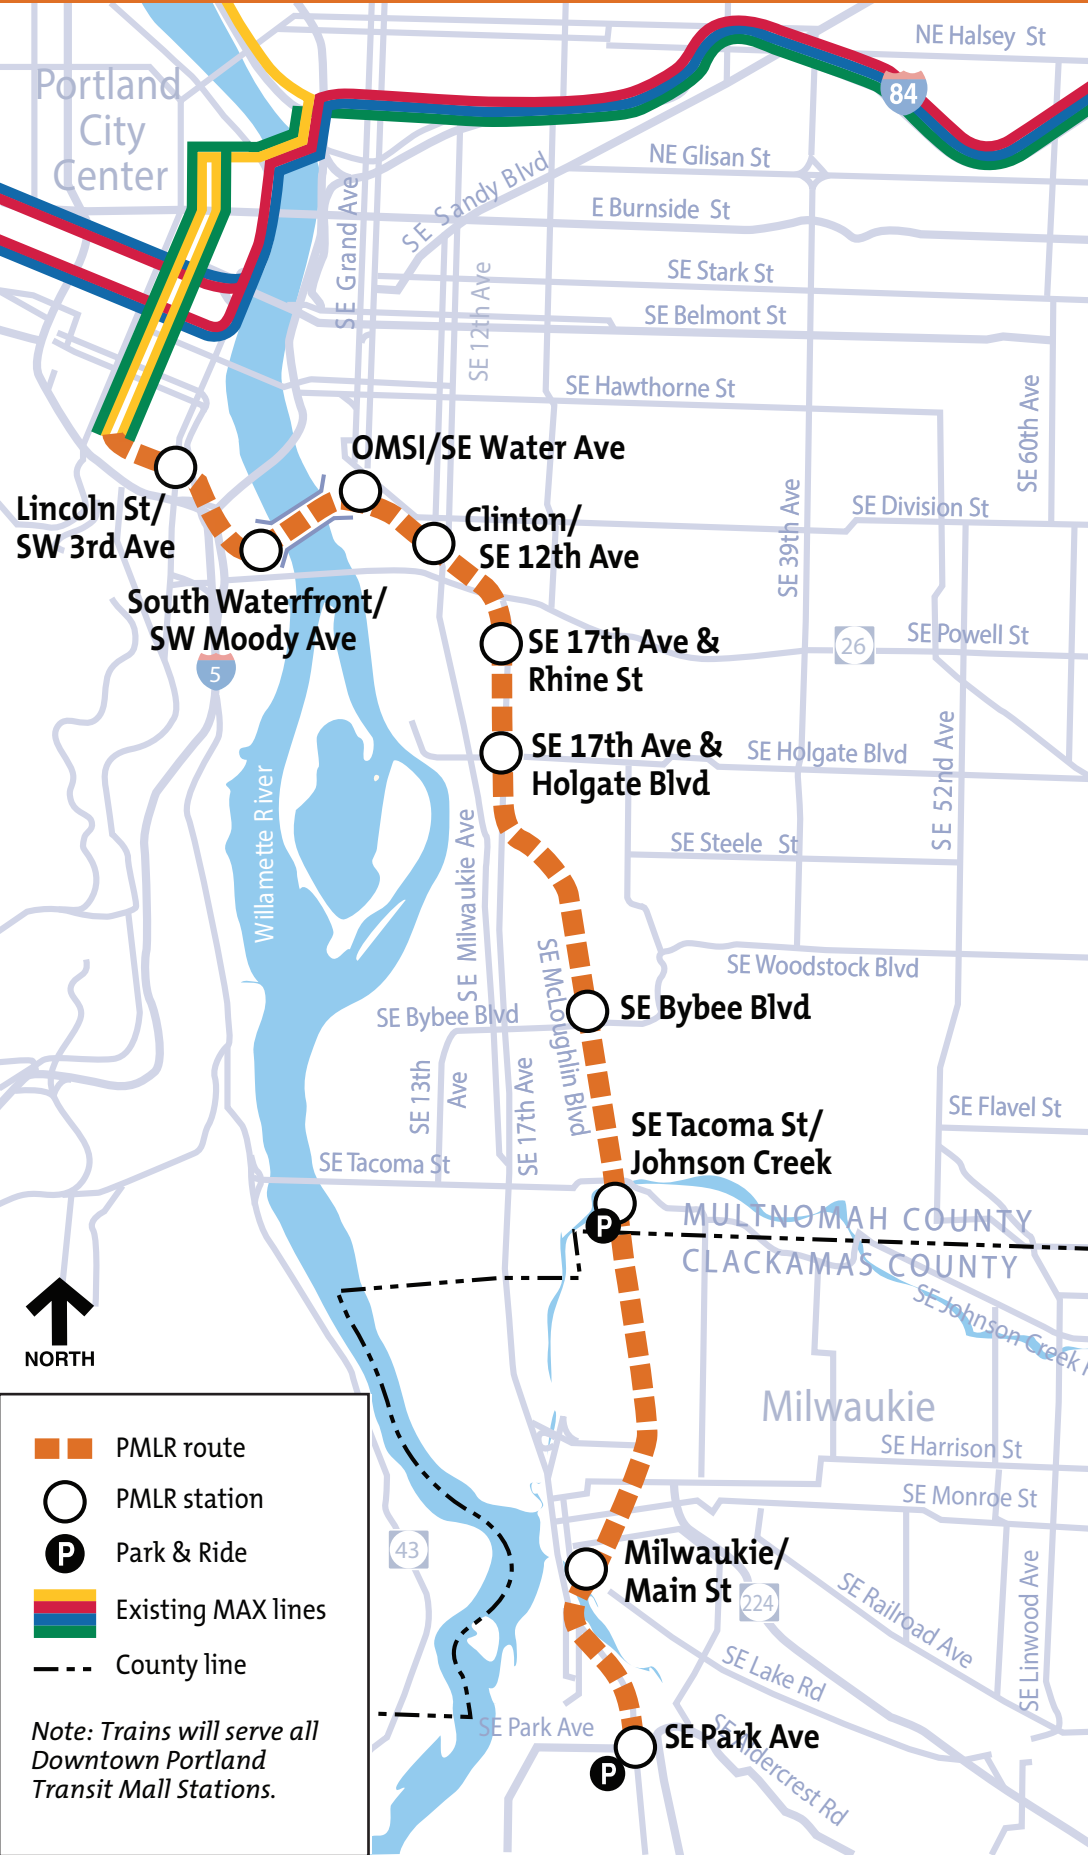 NE Halsey St
Portland
City
Center
84
NE Glisan St
SE Sandy Blvd
E Burnside St
SE Grand Ave
SE Stark St
SE Belmont St
SE 12th Ave
SE Hawthorne St
SE 60th Ave
OMSI/SE Water Ave
Lincoln St/
SW 3rd Ave
Clinton/
SE 12th Ave
SE 39th Ave
SE Division St
South Waterfront/
SW Moody Ave
5
SE 17th Ave &
Rhine St
26
SE Powell St
SE 17th Ave &
Holgate Blvd
SE Holgate Blvd
SE 52nd Ave
Willamette River
SE Milwaukie Ave
SE Steele St
SE McLoughlin Blvd
SE Woodstock Blvd
SE Bybee Blvd
SE Bybee Blvd
SE 13th
Ave
SE 17th Ave
SE Flavel St
SE Tacoma St/
Johnson Creek
SE Tacoma St
P
MULTNOMAH COUNTY
CLACKAMAS COUNTY
SE Johnson Creek
NORTH
Milwaukie
SE Harrison St
SE Monroe St
43
Milwaukie/
Main St
224
SE Railroad Ave
SE Linwood Ave
SE Lake Rd
SE Park Ave
SE Park Ave
P
SE Aldercrest Rd
PMLR route
PMLR station
P
Park & Ride
Existing MAX lines
County line
Note: Trains will serve all
Downtown Portland
Transit Mall Stations.